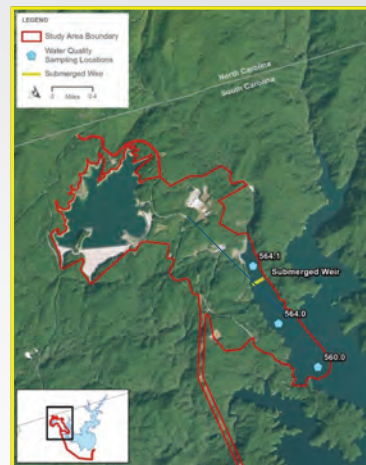 LEGEND
Study Area Boundary
Water Quality
Sampling Locations
Submerged Weir
0 Miles 0.4
North Carolina
South Carolina
564.1
Submerged Weir
564.0
560.0